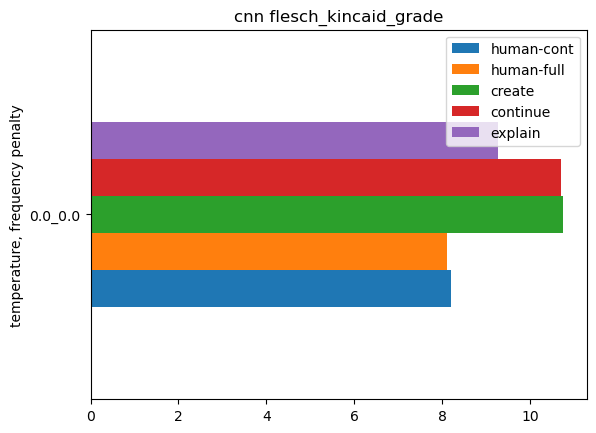 cnn flesch_kincaid_grade
human-cont
human-full
create
continue
explain
temperature, frequency penalty
0.0_0.0
0 2 4 6 8 10